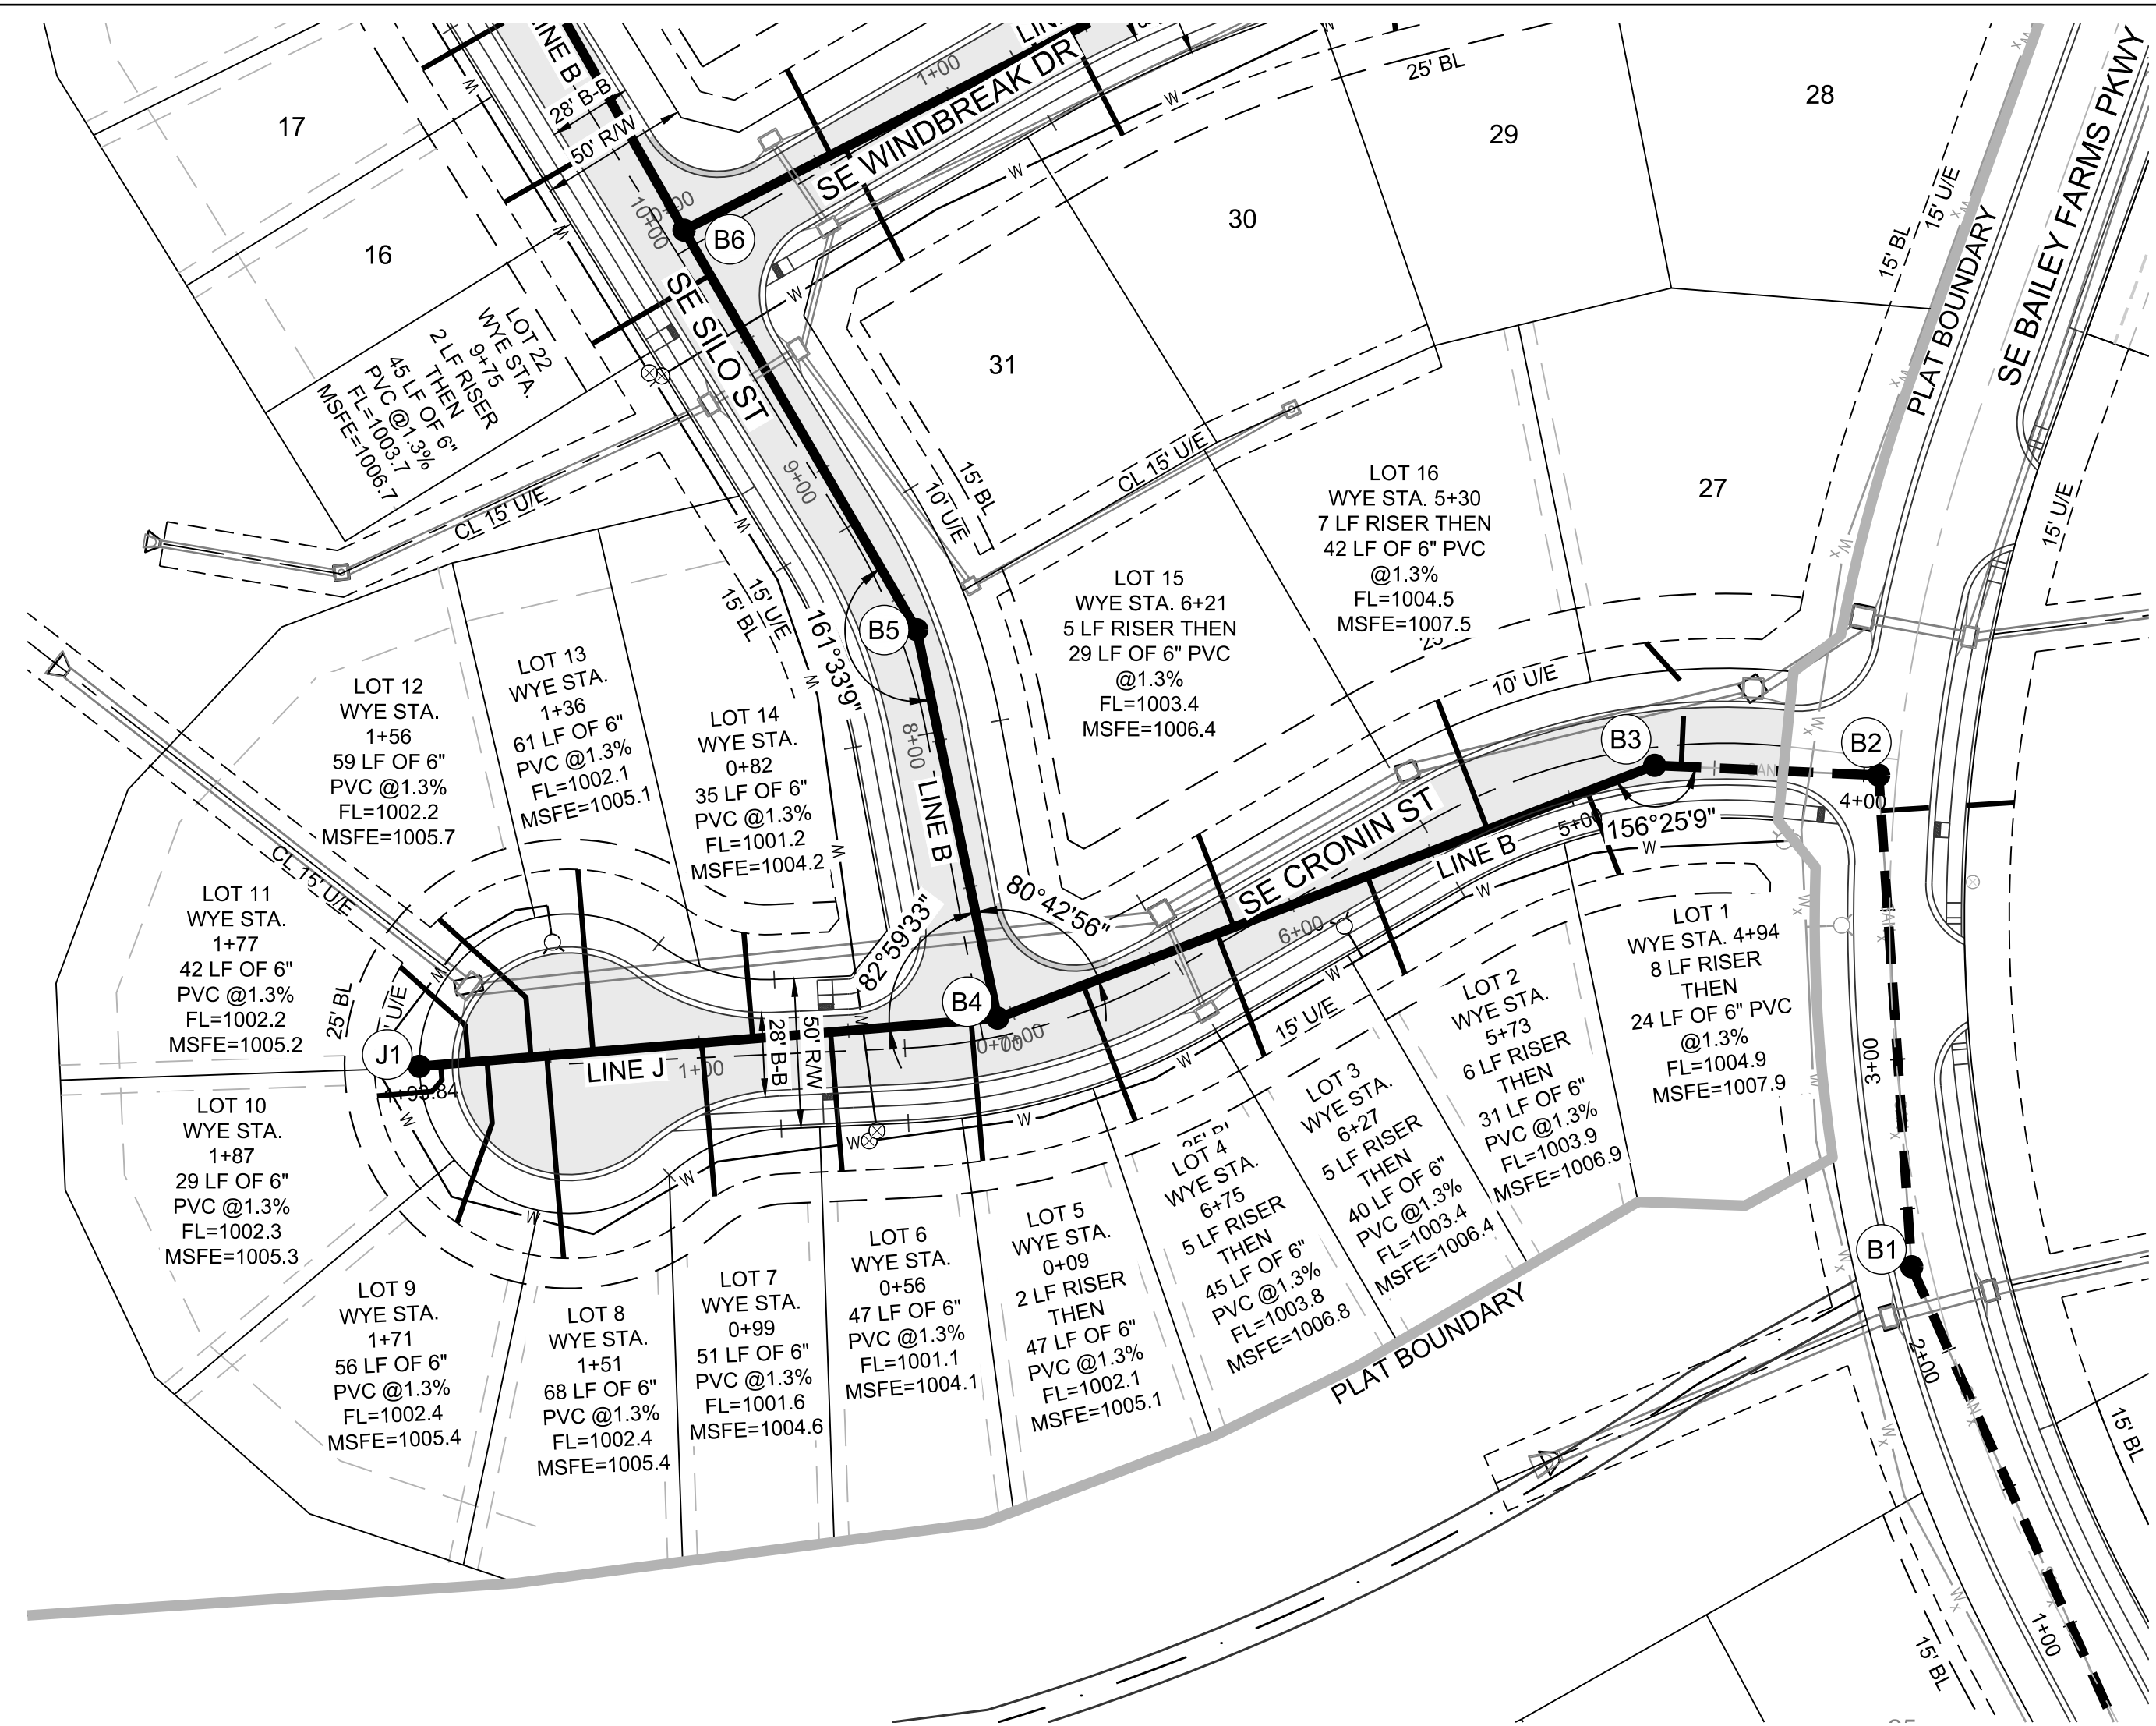 LINE B
28' B-B
50' R/W
1+00
SE WINDBREAK DR
25' BL
17
16
28
29
30
31
27
0+00
10+00
B6
SE SILO ST
SE BAILEY FARMS PKWY
PLAT BOUNDARY
15' U/E
15' BL
LOT 22
WYE STA.
9+75
2 LF RISER
THEN
45 LF OF 6"
PVC @1.3%
FL=1003.7
MSFE=1006.7
CL 15' U/E
9+00
15' BL
10' U/E
CL 15' U/E
LOT 16
WYE STA. 5+30
7 LF RISER THEN
42 LF OF 6" PVC
@1.3%
FL=1004.5
MSFE=1007.5
15' U/E
LOT 15
WYE STA. 6+21
5 LF RISER THEN
29 LF OF 6" PVC
@1.3%
FL=1003.4
MSFE=1006.4
15' U/E
15' BL
161°33'9"
B5
10' U/E
B3
B2
LOT 12
WYE STA.
1+56
59 LF OF 6"
PVC @1.3%
FL=1002.2
MSFE=1005.7
LOT 13
WYE STA.
1+36
61 LF OF 6"
PVC @1.3%
FL=1002.1
MSFE=1005.1
LOT 14
WYE STA.
0+82
35 LF OF 6"
PVC @1.3%
FL=1001.2
MSFE=1004.2
8+00
LINE B
4+00
5+00
156°25'9"
SE CRONIN ST
LINE B
CL 15' U/E
80°42'56"
82°59'33"
6+00
LOT 11
WYE STA.
1+77
42 LF OF 6"
PVC @1.3%
FL=1002.2
MSFE=1005.2
25' BL
J1
1+93.84
LINE J
1+00
28' B-B
50' R/W
B4
0+00
7+00
15' U/E
LOT 1
WYE STA. 4+94
8 LF RISER
THEN
24 LF OF 6" PVC
@1.3%
FL=1004.9
MSFE=1007.9
3+00
LOT 2
WYE STA.
5+73
6 LF RISER
THEN
31 LF OF 6"
PVC @1.3%
FL=1003.9
MSFE=1006.9
LOT 3
WYE STA.
6+27
5 LF RISER
THEN
40 LF OF 6"
PVC @1.3%
FL=1003.4
MSFE=1006.4
LOT 4
WYE STA.
6+75
5 LF RISER
THEN
45 LF OF 6"
PVC @1.3%
FL=1003.8
MSFE=1006.8
LOT 5
WYE STA.
0+09
2 LF RISER
THEN
47 LF OF 6"
PVC @1.3%
FL=1002.1
MSFE=1005.1
LOT 6
WYE STA.
0+56
47 LF OF 6"
PVC @1.3%
FL=1001.1
MSFE=1004.1
LOT 7
WYE STA.
0+99
51 LF OF 6"
PVC @1.3%
FL=1001.6
MSFE=1004.6
LOT 8
WYE STA.
1+51
68 LF OF 6"
PVC @1.3%
FL=1002.4
MSFE=1005.4
LOT 9
WYE STA.
1+71
56 LF OF 6"
PVC @1.3%
FL=1002.4
MSFE=1005.4
LOT 10
WYE STA.
1+87
29 LF OF 6"
PVC @1.3%
FL=1002.3
MSFE=1005.3
PLAT BOUNDARY
B1
2+00
15' BL
1+00
15' BL